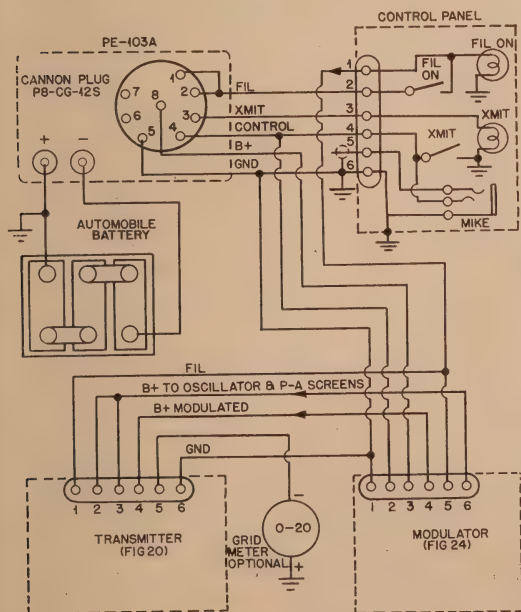 CONTROL PANEL
PE-103A
CANNON PLUG
P8-CG-12S
1
2
3
4
5
6
7
8
+
−
FIL
XMIT
CONTROL
B+
GND
1
2
3
4
5
6
FIL
ON
FIL ON
XMIT
XMIT
MIKE
AUTOMOBILE
BATTERY
FIL
B+ TO OSCILLATOR & P-A SCREENS
B+ MODULATED
GND
1 2 3 4 5 6
TRANSMITTER
(FIG 20)
−
0-20
+
GRID
METER
OPTIONAL
1 2 3 4 5 6
MODULATOR
(FIG 24)